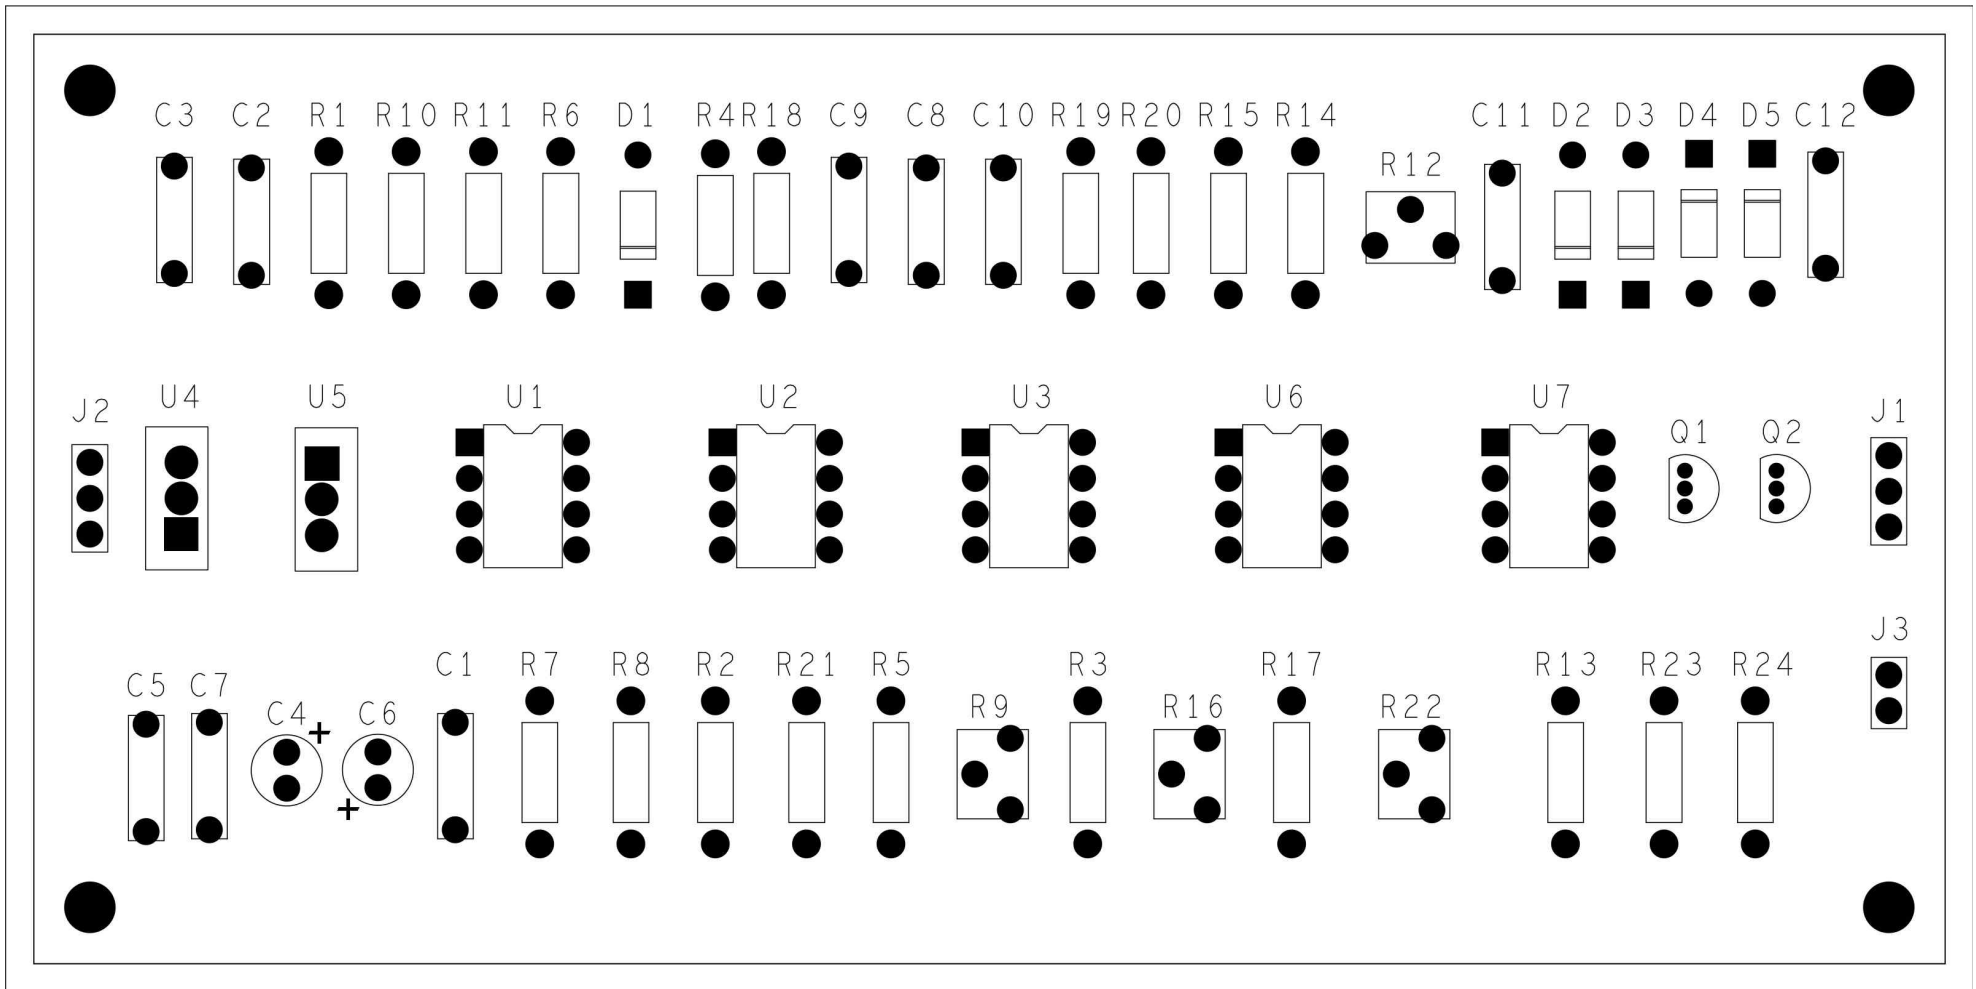 C3 C2 R1 R10 R11 R6 D1 R4 R18 C9 C8 C10 R19 R20 R15 R14 C11 D2 D3 D4 D5 C12
R12
U4 U5 U1 U2 U3 U6 U7
J2 J1
Q1 Q2
J3
C1 R7 R8 R2 R21 R5 R3 R17 R13 R23 R24
C5 C7
R9 R16 R22
C4 C6
+
+